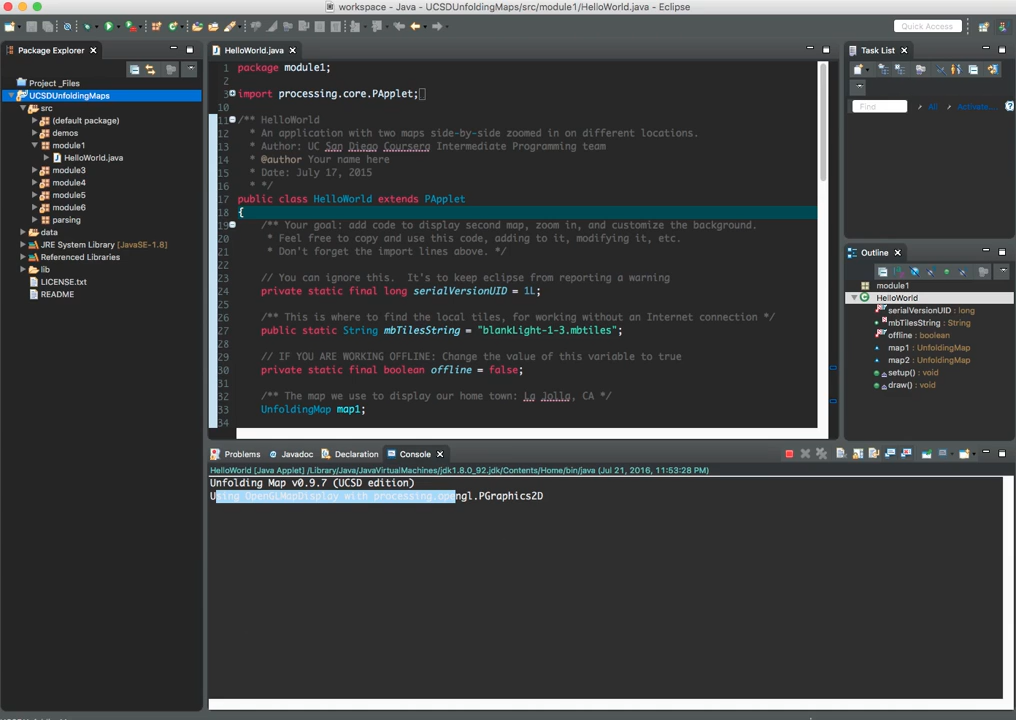 workspace - Java - UCSDUnfoldingMaps/src/module1/HelloWorld.java - Eclipse
Quick Access
Package Explorer
Project _Files
UCSDUnfoldingMaps
src
(default package)
demos
module1
HelloWorld.java
module3
module4
module5
module6
parsing
data
JRE System Library [JavaSE-1.8]
Referenced Libraries
lib
LICENSE.txt
README
HelloWorld.java
1 package module1;
2
3 import processing.core.PApplet;
10
11 /** HelloWorld
12 * An application with two maps side-by-side zoomed in on different locations.
13 * Author: UC San Diego Coursera Intermediate Programming team
14 * @author Your name here
15 * Date: July 17, 2015
16 * */
17 public class HelloWorld extends PApplet
18 {
19 /** Your goal: add code to display second map, zoom in, and customize the background.
20 * Feel free to copy and use this code, adding to it, modifying it, etc.
21 * Don't forget the import lines above. */
22
23 // You can ignore this.  It's to keep eclipse from reporting a warning
24 private static final long serialVersionUID = 1L;
25
26 /** This is where to find the local tiles, for working without an Internet connection */
27 public static String mbTilesString = "blankLight-1-3.mbtiles";
28
29 // IF YOU ARE WORKING OFFLINE: Change the value of this variable to true
30 private static final boolean offline = false;
31
32 /** The map we use to display our home town: La Jolla, CA */
33 UnfoldingMap map1;
34
Task List
Find
All
Activate...
Outline
module1
HelloWorld
serialVersionUID : long
mbTilesString : String
offline : boolean
map1 : UnfoldingMap
map2 : UnfoldingMap
setup() : void
draw() : void
Problems
Javadoc
Declaration
Console
HelloWorld [Java Applet] /Library/Java/JavaVirtualMachines/jdk1.8.0_92.jdk/Contents/Home/bin/java (Jul 21, 2016, 11:53:28 PM)
Unfolding Map v0.9.7 (UCSD edition)
Using OpenGLMapDisplay with processing.opengl.PGraphics2D